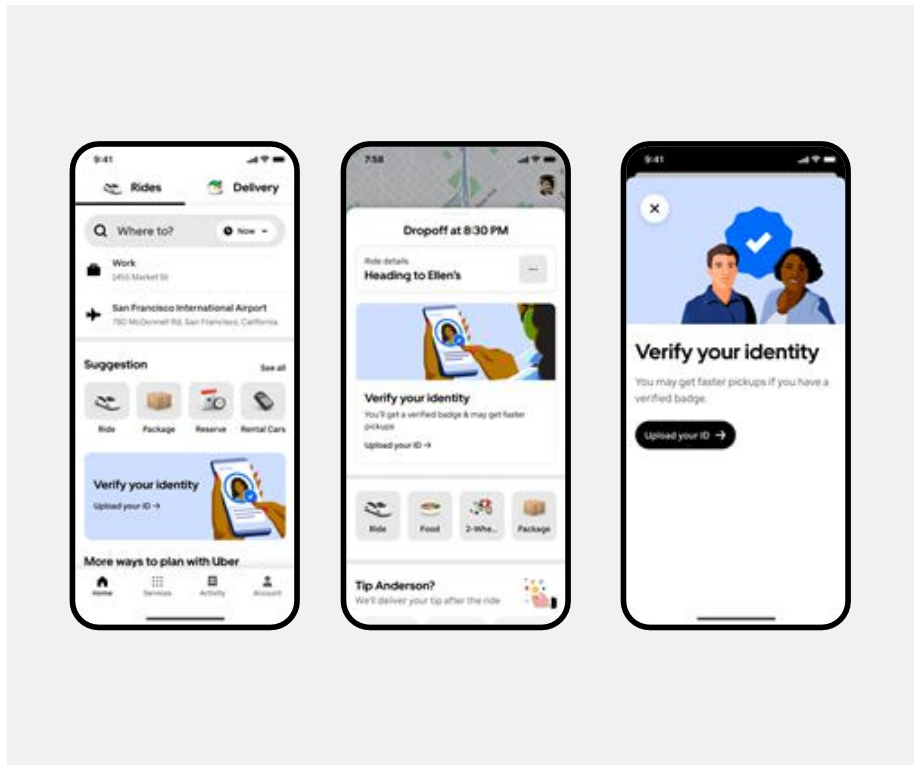 9:41
Rides
Delivery
Where to?
Now
Work
1455 Market St
San Francisco International Airport
780 McDonnell Rd, San Francisco, California
Suggestion
See all
Ride
Package
Reserve
Rental Cars
Verify your identity
Upload your ID →
More ways to plan with Uber
Home
Services
Activity
Account
7:58
Dropoff at 8:30 PM
Ride details
Heading to Ellen's
...
Verify your identity
You'll get a verified badge & may get faster
pickups
Upload your ID →
Ride
Food
2-Whe...
Package
Tip Anderson?
We'll deliver your tip after the ride
9:41
Verify your identity
You may get faster pickups if you have a
verified badge.
Upload your ID →